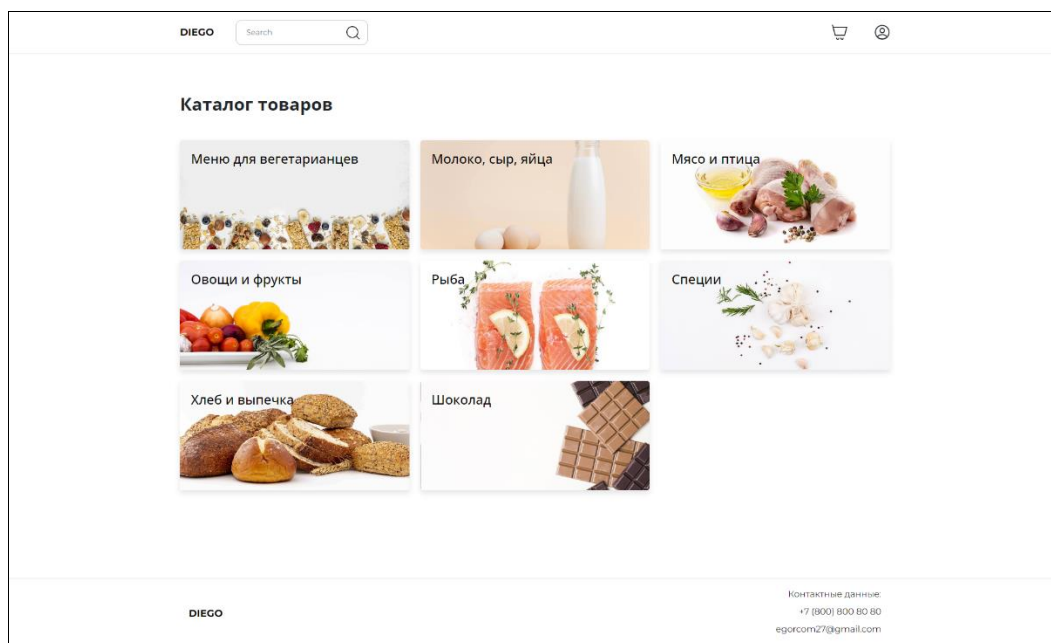 DIEGO
Search
Каталог товаров
Меню для вегетарианцев
Молоко, сыр, яйца
Мясо и птица
Овощи и фрукты
Рыба
Специи
Хлеб и выпечка
Шоколад
DIEGO
Контактные данные:
+7 (800) 800 80 80
egorcom27@gmail.com